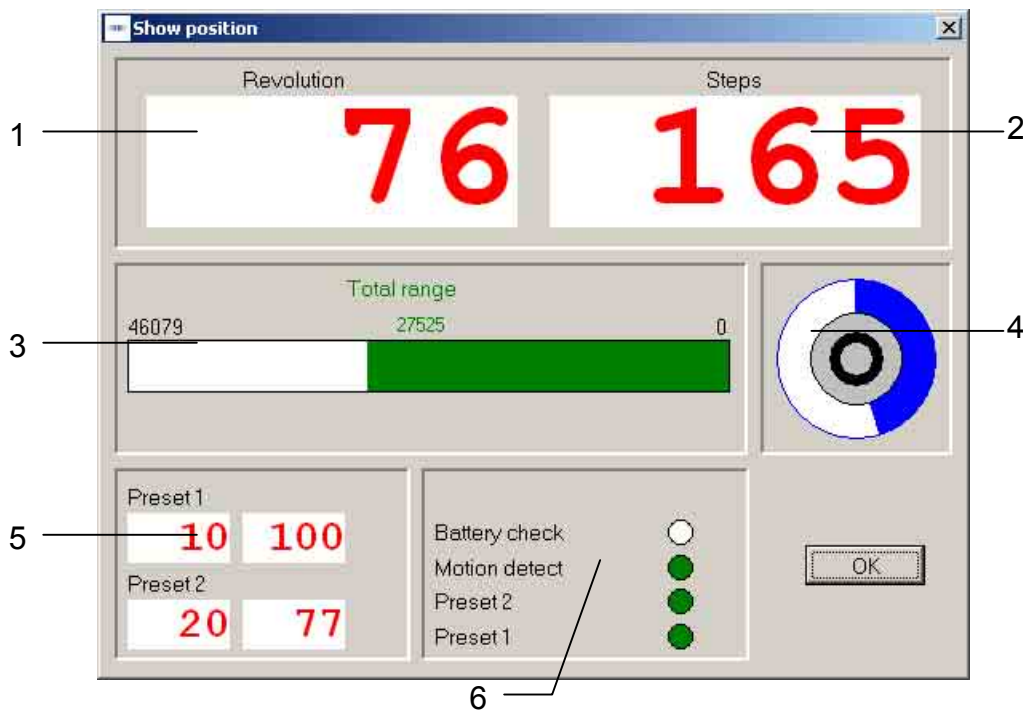 Show position
Revolution Steps
1 76 165 2
Total range
46079 27525 0
3 4
Preset 1
5 10 100
Preset 2
20 77
Battery check
Motion detect
Preset 2
Preset 1
OK
6